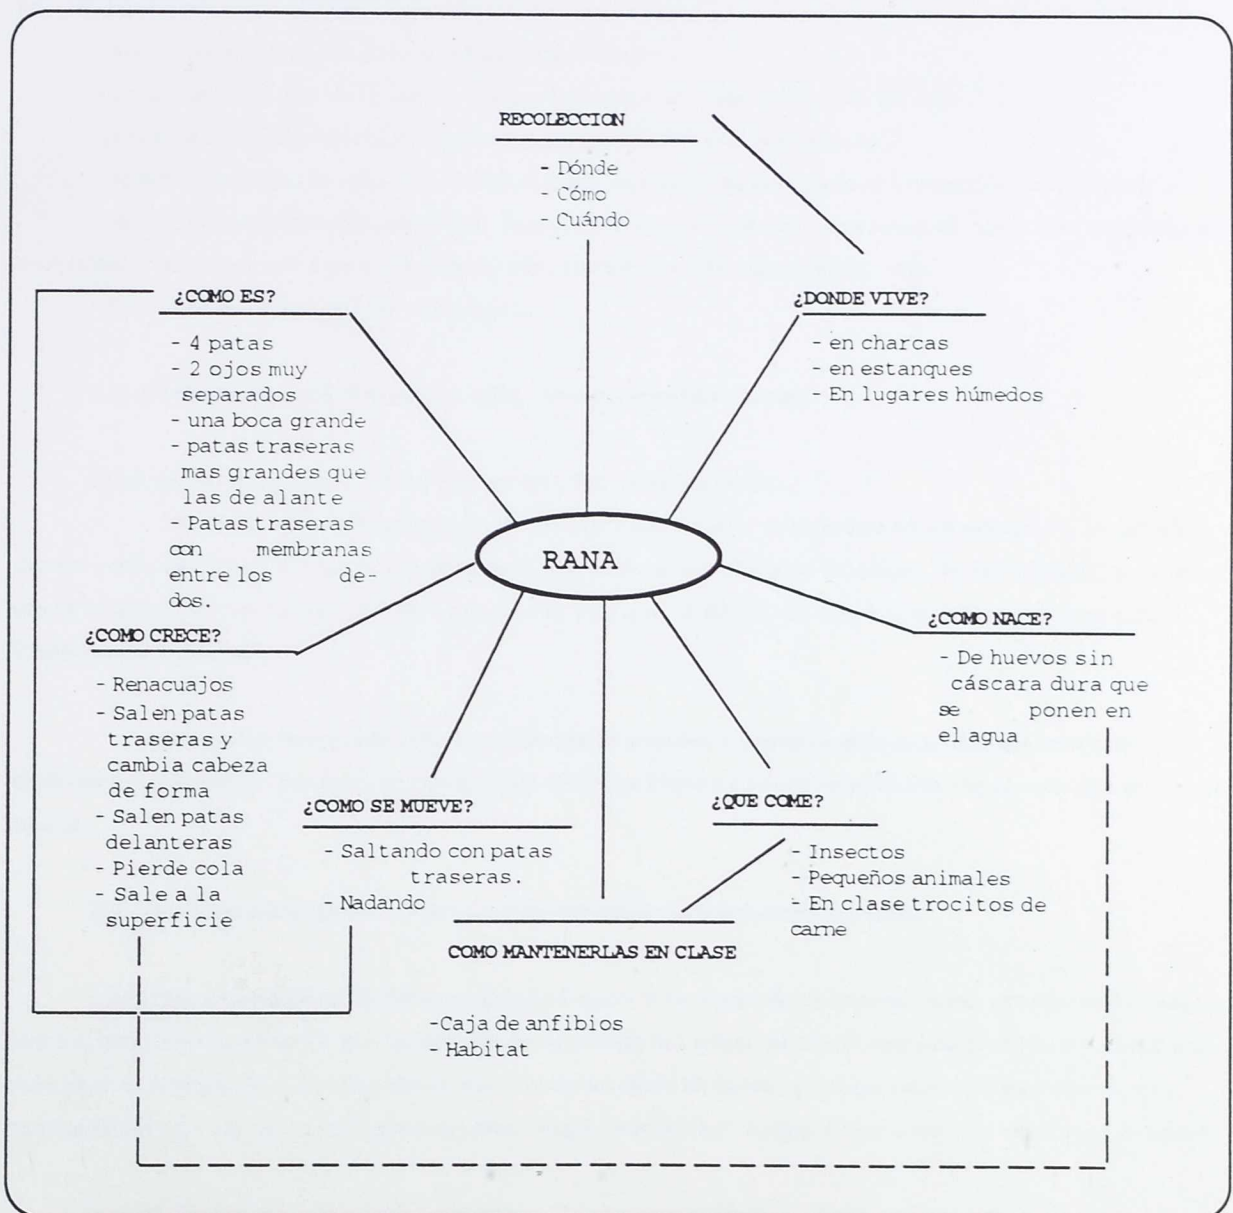 RECOLECCION
- Dónde
- Cómo
- Cuándo
¿COMO ES?
- 4 patas
- 2 ojos muy
separados
- una boca grande
- patas traseras
mas grandes que
las de alante
- Patas traseras
con membranas
entre los de-
dos.
¿DONDE VIVE?
- en charcas
- en estanques
- En lugares húmedos
RANA
¿COMO CRECE?
- Renacuajos
- Salen patas
traseras y
cambia cabeza
de forma
- Salen patas
delanteras
- Pierde cola
- Sale a la
superficie
¿COMO NACE?
- De huevos sin
cáscara dura que
se ponen en
el agua
¿COMO SE MUEVE?
- Saltando con patas
traseras.
- Nadando
¿QUE COME?
- Insectos
- Pequeños animales
- En clase trocitos de
carne
COMO MANTENERLAS EN CLASE
-Caja de anfibios
- Habitat